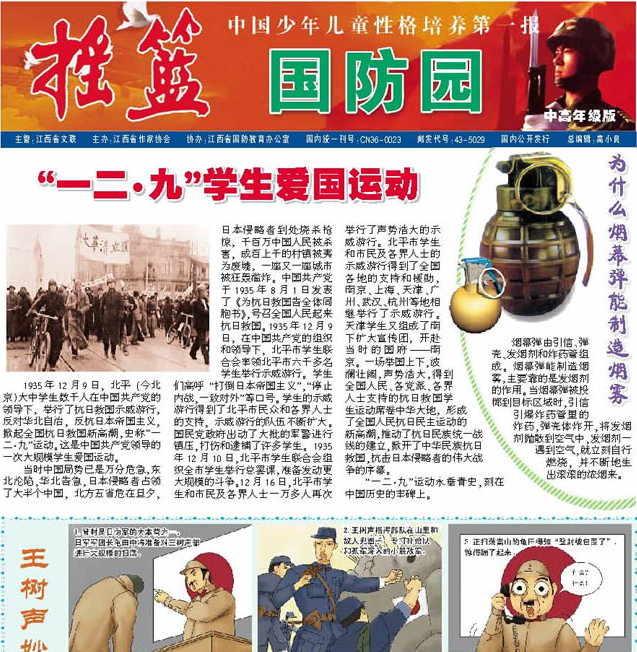 中国少年儿童性格培养第一报
摇篮
国防园
中高年级版
主管:江西省文联 主办:江西省作家协会 协办:江西省国防教育办公室 国内统一刊号:CN36-0023 邮发代号:43-5029 国内公开发行 总编辑:高小良
“一二·九”学生爱国运动
1935年12月9日，北平(今北
京)大中学生数千人在中国共产党的
领导下，举行了抗日救国示威游行，
反对华北自治，反抗日本帝国主义，
掀起全国抗日救国新高潮，史称“一
二·九”运动，这是中国共产党领导的
一次大规模学生爱国运动。
当时中国局势已是万分危急，东
北沦陷，华北告急，日本侵略者占领
了大半个中国，北方五省危在旦夕，
日本侵略者到处烧杀抢
掠，千百万中国人民被杀
害，成百上千的村镇被夷
为废墟，一座又一座城市
被狂轰滥炸。中国共产党
于1935年8月1日发表
了《为抗日救国告全体同
胞书》，号召全国人民起来
抗日救国。1935年12月9
日，在中国共产党的组织
和领导下，北平市学生联
合会率领北平市六千多名
学生举行示威游行。学生
们高呼“打倒日本帝国主义”，“停止
内战，一致对外”等口号。学生的示威
游行得到了北平市民众和各界人士
的支持，示威游行的队伍不断扩大。
国民党政府出动了大批的军警进行
镇压，打伤和逮捕了许多学生。1935
年12月10日，北平市学生联合会组
织全市学生举行总罢课，准备发动更
大规模的斗争。12月16日，北平市学
生和市民及各界人士一万多人再次
举行了声势浩大的示
威游行。北平市学生
和市民及各界人士的
示威游行得到了全国
各地的支持和援助，
南京、上海、天津、广
州、武汉、杭州等地相
继举行了示威游行。
天津学生又组成了南
下扩大宣传团，开赴
当时的国府——南
京。一场举国上下，波
澜壮阔，声势浩大，得到
全国人民、各党派、各界
人士支持的抗日救国学
生运动席卷中华大地，形成
了全国人民抗日民主运动的
新高潮，推动了抗日民族统一战
线的建立，掀开了中华民族抗日
救国，抗击日本侵略者的伟大战
争的序幕。
“一二·九”运动永垂青史，刻在
中国历史的丰碑上。
为什么烟幕弹能制造烟雾
烟幕弹由引信、弹
壳、发烟剂和炸药管组
成。烟幕弹能制造烟
雾，主要靠的是发烟剂
的作用。当烟幕弹被投
掷到目标区域时，引信
引爆炸药管里的
炸药，弹壳体炸开，将发烟
剂抛散到空气中，发烟剂一
遇到空气，就立刻自行
燃烧，并不断地生
出滚滚的浓烟来。
王树声
2. 王树声指挥部队在山里和
什么？
什么！